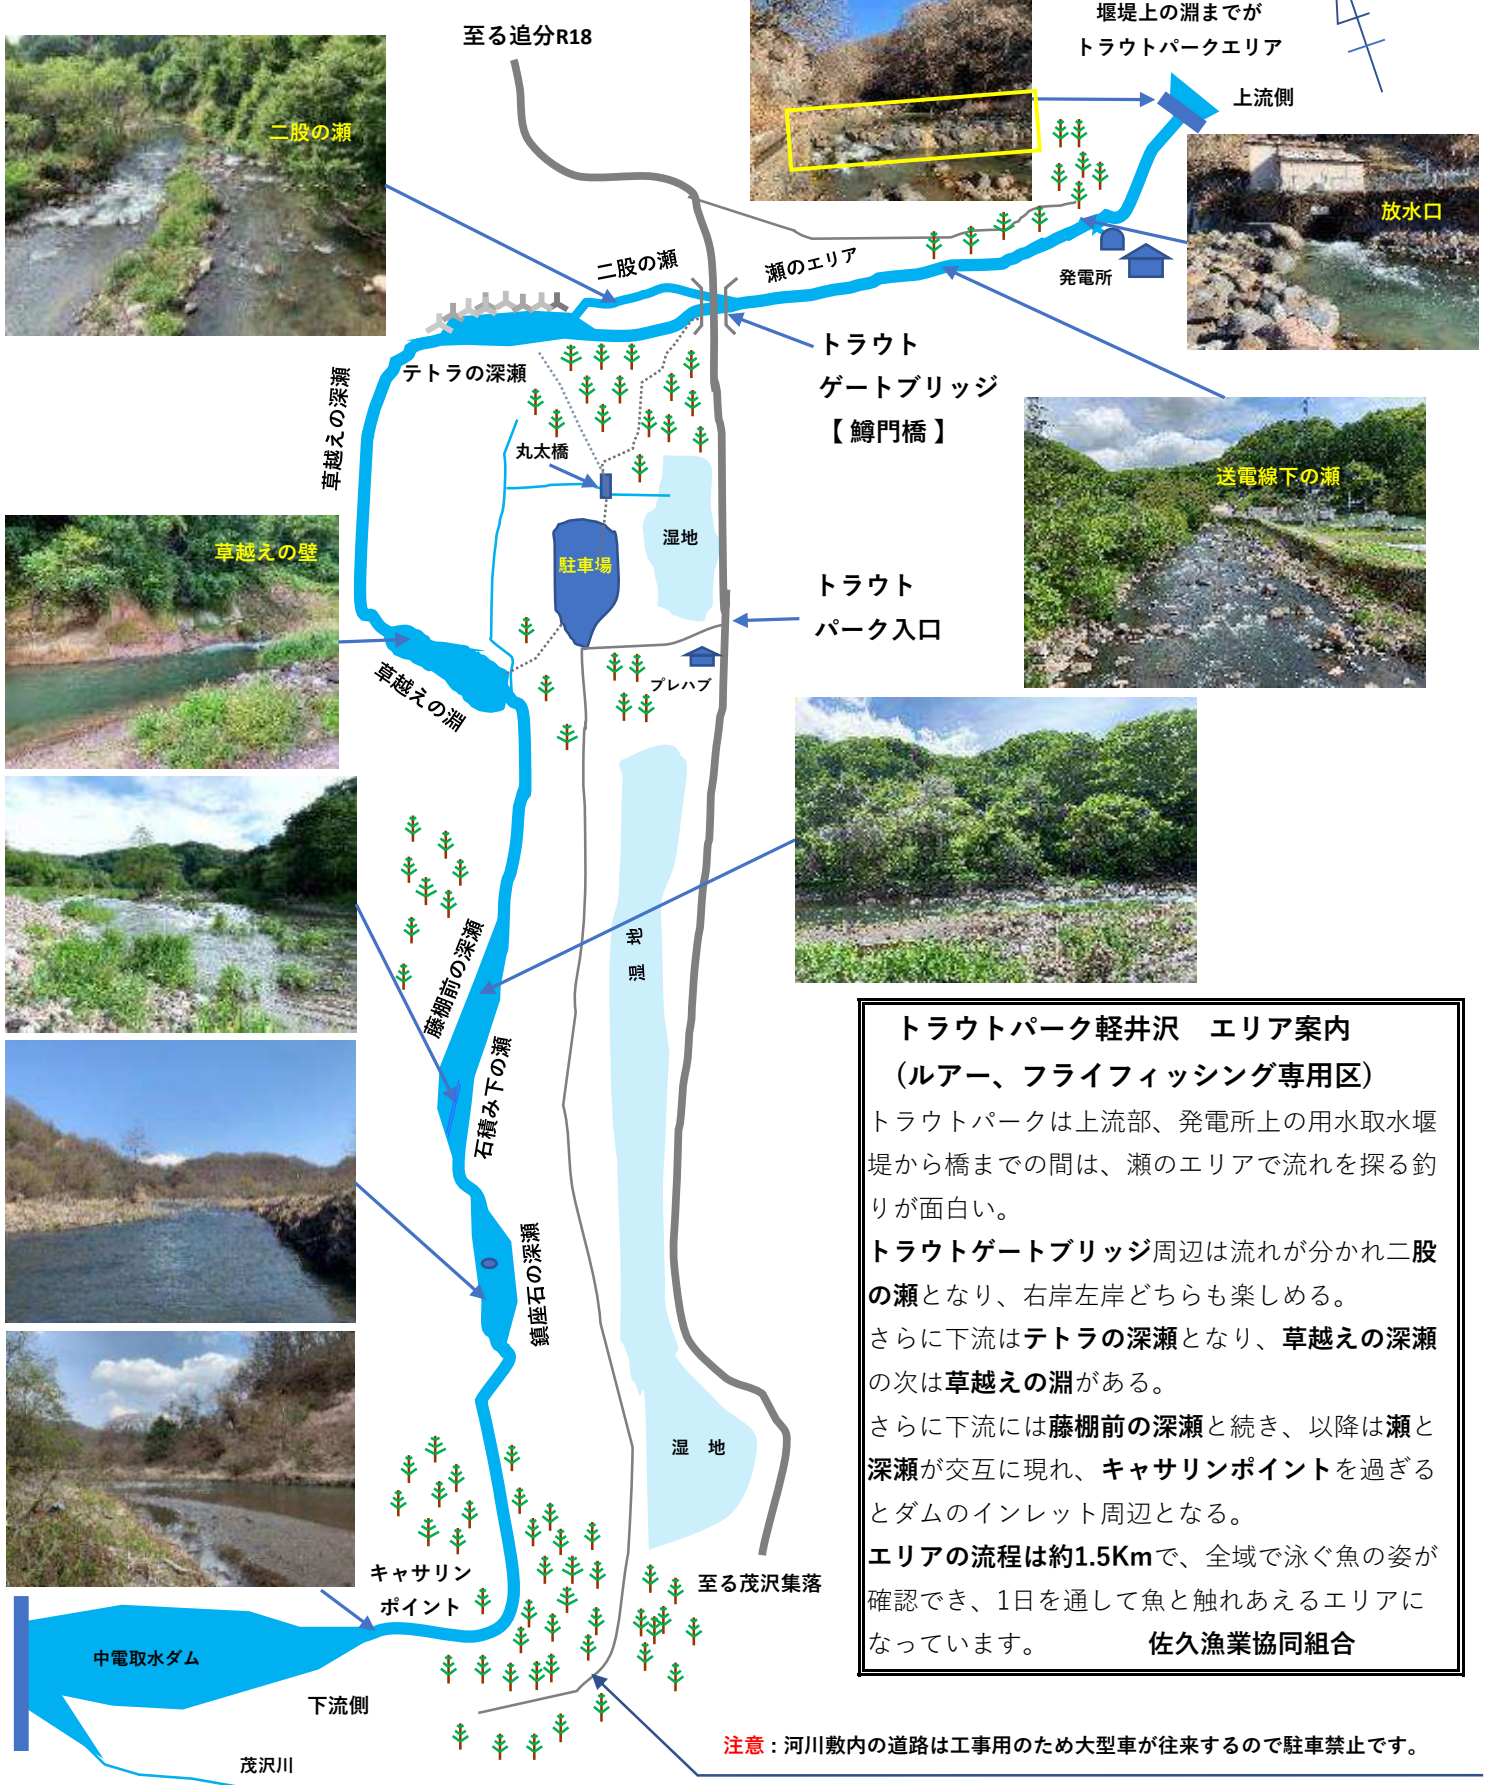 至る追分R18
堰堤上の淵までが
トラウトパークエリア
上流側
二股の瀬
放水口
二股の瀬
瀬のエリア
発電所
トラウト
ゲートブリッジ
【 鱒門橋 】
テトラの深瀬
草越えの深瀬
丸太橋
送電線下の瀬
湿地
草越えの壁
駐車場
トラウト
パーク入口
プレハブ
草越えの淵
藤棚前の深瀬
湿地
石積み下の瀬
鎮座石の深瀬
湿 地
キャサリン
ポイント
至る茂沢集落
中電取水ダム
下流側
茂沢川
トラウトパーク軽井沢 エリア案内
(ルアー、フライフィッシング専用区)
トラウトパークは上流部、発電所上の用水取水堰
堤から橋までの間は、瀬のエリアで流れを探る釣
りが面白い。
トラウトゲートブリッジ周辺は流れが分かれ二股
の瀬となり、右岸左岸どちらも楽しめる。
さらに下流はテトラの深瀬となり、草越えの深瀬
の次は草越えの淵がある。
さらに下流には藤棚前の深瀬と続き、以降は瀬と
深瀬が交互に現れ、キャサリンポイントを過ぎる
とダムのインレット周辺となる。
エリアの流程は約1.5Kmで、全域で泳ぐ魚の姿が
確認でき、1日を通して魚と触れあえるエリアに
なっています。 佐久漁業協同組合
注意：河川敷内の道路は工事用のため大型車が往来するので駐車禁止です。